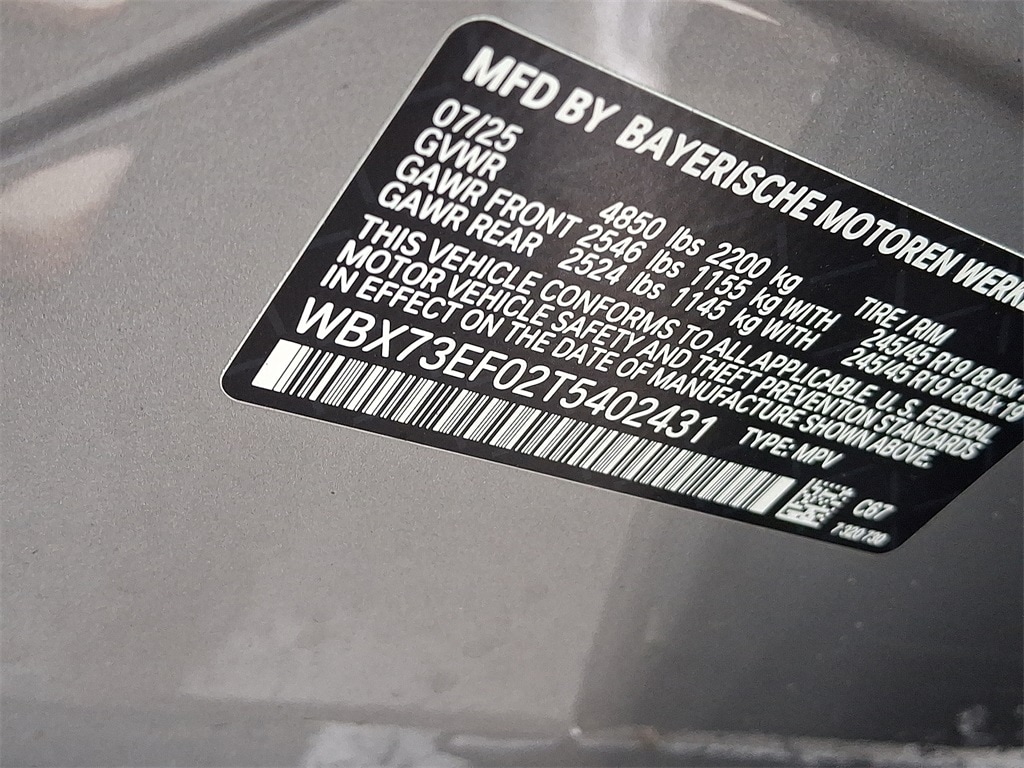 MFD BY BAYERISCHE MOTOREN
07/25
GVWR 4850 lbs 2200 kg TIRE / RIM
GAWR FRONT 2546 lbs 1155 kg WITH 245/45 R19
GAWR REAR 2524 lbs 1145 kg WITH 245/45 R19
THIS VEHICLE CONFORMS TO ALL APPLICABLE U.S. FEDERAL
MOTOR VEHICLE SAFETY AND THEFT PREVENTION STANDARDS
IN EFFECT ON THE DATE OF MANUFACTURE SHOWN ABOVE.
WBX73EF02T5402431 TYPE: MPV
C67